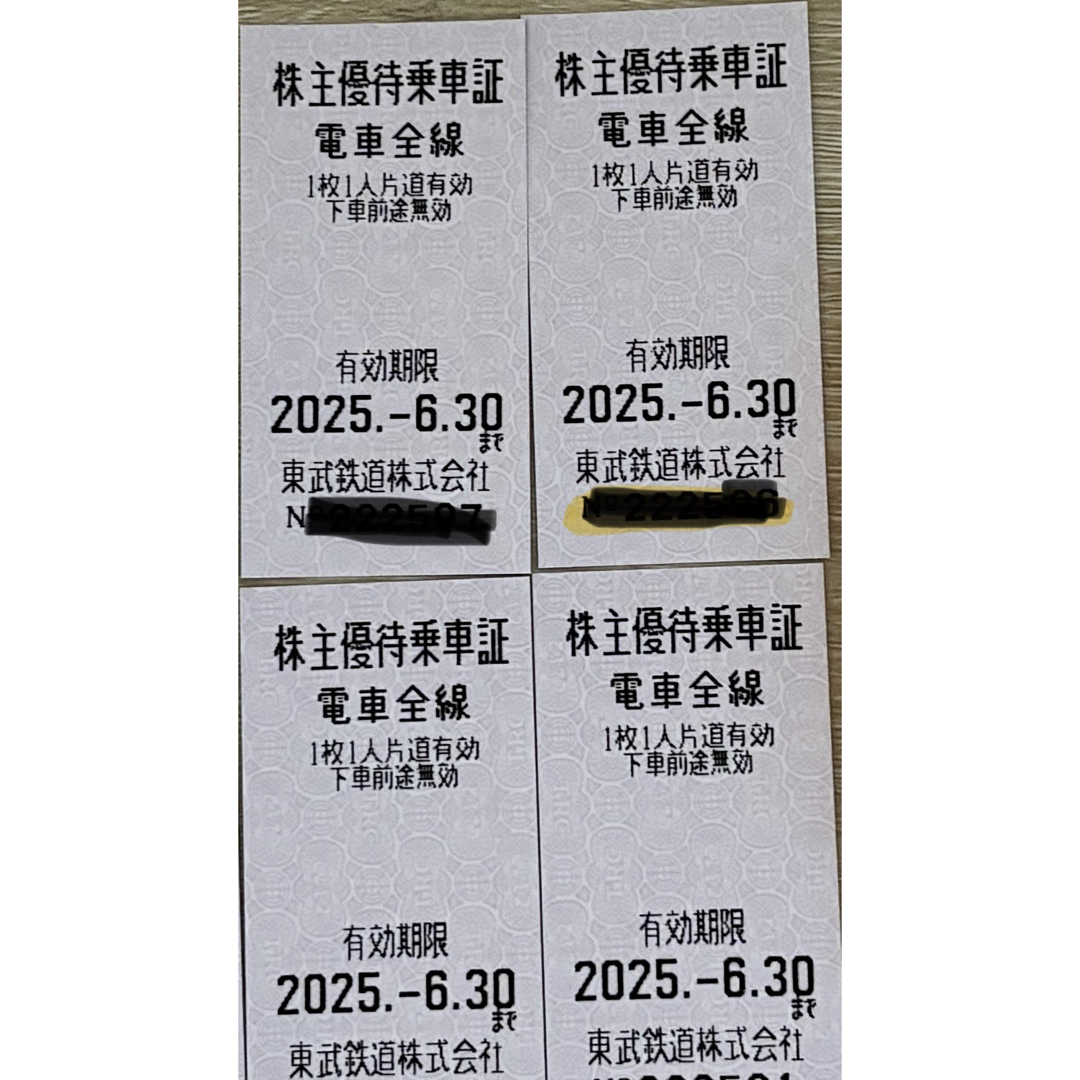 株主優待乗車証
電車全線
1枚1人片道有効
下車前途無効
有効期限
2025.-6.30
まで
東武鉄道株式会社
株主優待乗車証
電車全線
1枚1人片道有効
下車前途無効
有効期限
2025.-6.30
まで
東武鉄道株式会社
株主優待乗車証
電車全線
1枚1人片道有効
下車前途無効
有効期限
2025.-6.30
まで
東武鉄道株式会社
株主優待乗車証
電車全線
1枚1人片道有効
下車前途無効
有効期限
2025.-6.30
まで
東武鉄道株式会社